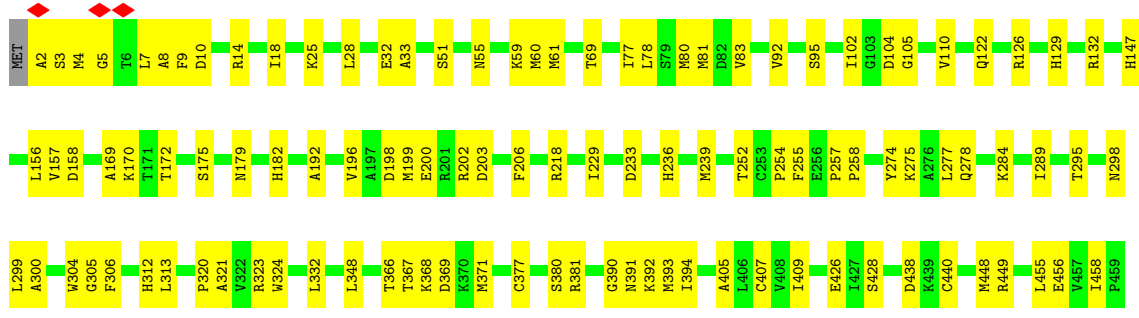 MET A2 S3 M4 G5 T6 L7 A8 F9 D10 R14 I18 K25 L28 E32 A33 S51 N55 K59 M60 M61 T69 I77 L78 S79 M80 M81 D82 V83 V92 S95 I102 G103 D104 G105 V110 Q122 R126 H129 R132 H147
L156 V157 D158 A169 K170 T171 T172 S175 N179 H182 A192 V196 A197 D198 M199 E200 R201 R202 D203 F206 R218 I229 D233 H236 M239 T252 C253 P254 F255 E256 P257 P258 Y274 K275 A276 L277 Q278 K284 I289 T295 N298
L299 A300 W304 G305 F306 H312 L313 P320 A321 V322 R323 W324 L332 L348 T366 T367 K368 D369 K370 M371 C377 S380 R381 G390 N391 K392 M393 I394 A405 L406 C407 V408 I409 E426 I427 S428 D438 K439 C440 M448 R449 L455 E456 V457 I458 P459